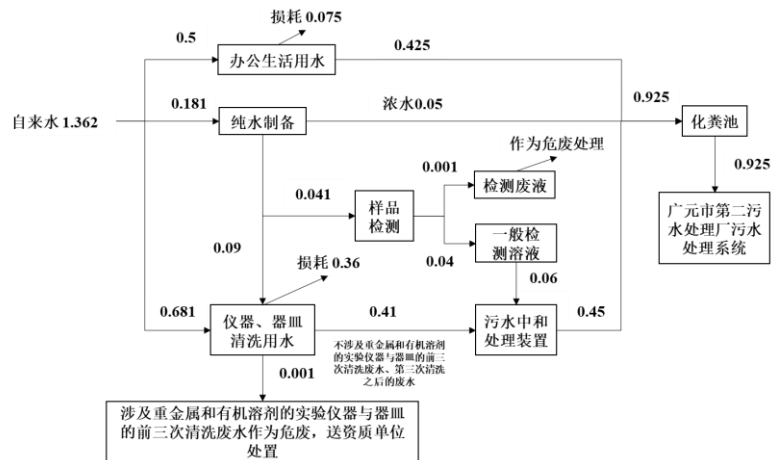 损耗 0.075
0.5
办公生活用水
0.425
自来水 1.362
0.181
纯水制备
浓水0.05
0.925
化粪池
作为危废处理
0.001
检测废液
0.925
0.041
样品
检测
广元市第二污
水处理厂污水
处理系统
一般检
测溶液
0.09
0.04
损耗 0.36
0.06
0.681
仪器、器皿
清洗用水
0.41
污水中和
处理装置
0.45
不涉及重金属和有机溶剂
的实验仪器与器皿的前三
次清洗废水、第三次清洗
之后的废水
0.001
涉及重金属和有机溶剂的实验仪器与器皿
的前三次清洗废水作为危废，送资质单位
处置